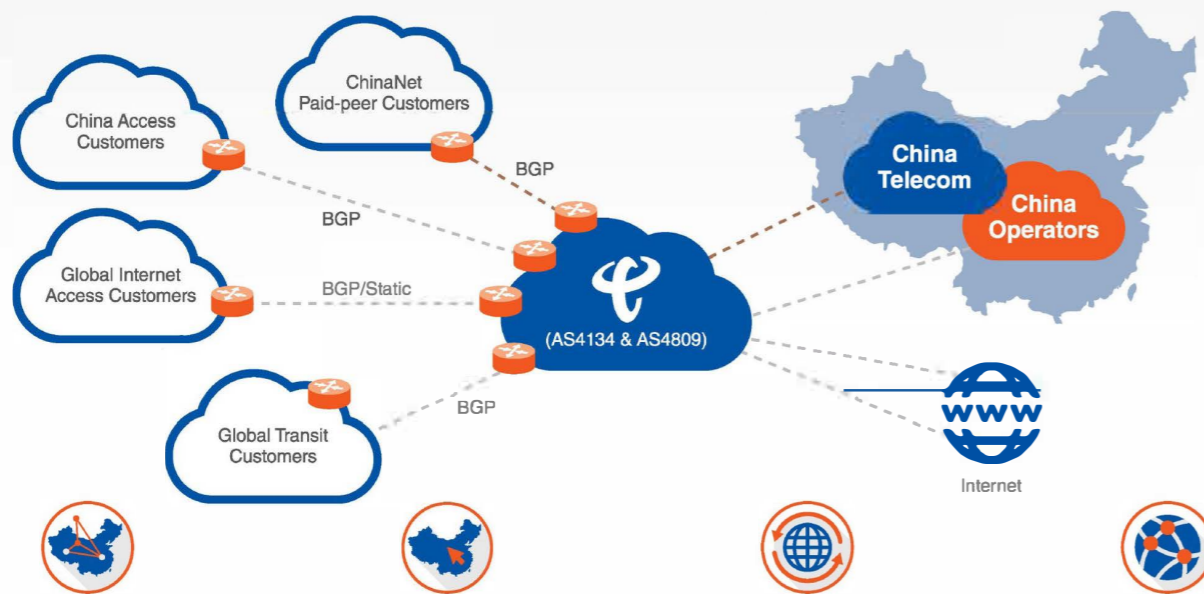 ChinaNet
Paid-peer Customers
China Access
Customers
BGP
China
Telecom
China
Operators
BGP
Global Internet
Access Customers
BGP/Static
(AS4134 & AS4809)
BGP
Global Transit
Customers
www
Internet